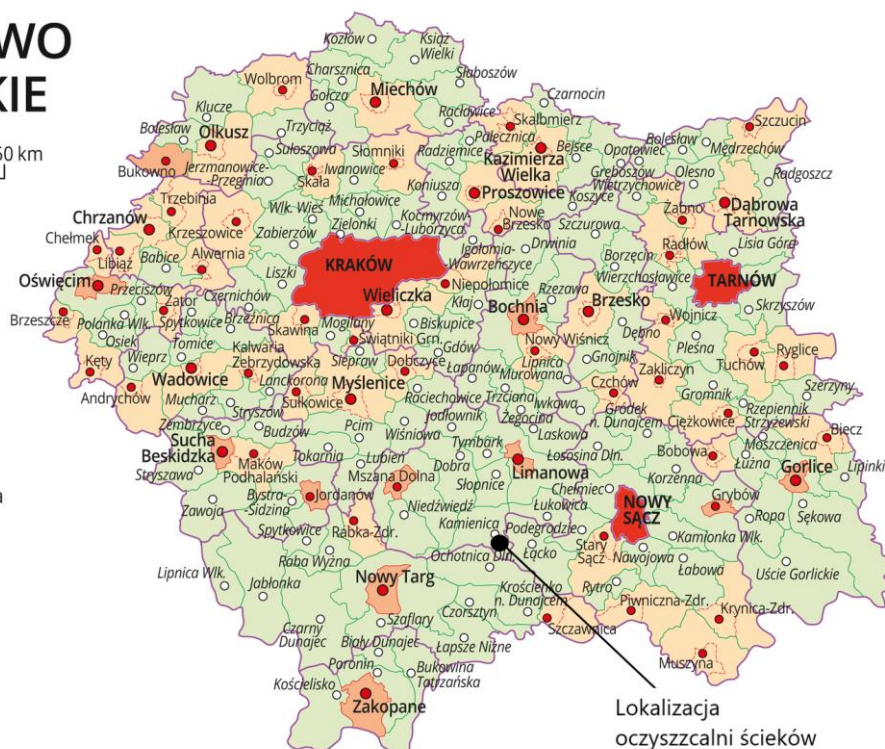 WO
KIE
50 km
Kozłów
Książ
Wielki
Charsznica
Wolbrom
Miechów
Słaboszów
Gołcza
Klucze
Racławice
Czarnocin
Bolesław
Olkusz
Trzyciąż
Skalbmierz
Szczucin
Pałecznica
Sułoszowa
Słomniki
Radziemice
Bejsce
Opatowiec
Bolesław
Mędrzechów
Bukowno
Jerzmanowice-
Przeginia
Skała
Iwanowice
Kazimierza
Wielka
Gręboszów
Koniusza
Proszowice
Wietrzychowice
Olesno
Radgoszcz
Trzebinia
Michałowice
Koszyce
Chrzanów
Wlk. Wieś
Zielonki
Kocmyrzów-
Luborzyca
Nowe
Brzesko
Żabno
Dąbrowa
Tarnowska
Krzeszowice
Zabierzów
Szczurowa
Chełmek
Libiąż
Babice
Alwernia
Igołomia-
Wawrzeńczyce
Drwinia
Borzęcin
Radłów
Lisia Góra
Liszki
KRAKÓW
Wierzchosławice
Oświęcim
Przeciszów
Niepołomice
TARNÓW
Zator
Czernichów
Wieliczka
Kłaj
Rzezawa
Bochnia
Brzesko
Skrzyszów
Brzeszcze
Polanka Wlk.
Spytkowice
Brzeźnica
Skawina
Mogilany
Biskupice
Wojnicz
Osiek
Tomice
Świątniki Grn.
Dębno
Pleśna
Wieprz
Kalwaria
Zebrzydowska
Siepraw
Gdów
Nowy Wiśnicz
Kęty
Dobczyce
Gnojnik
Ryglice
Wadowice
Lanckorona
Myślenice
Łapanów
Lipnica
Murowana
Zakliczyn
Tuchów
Andrychów
Mucharz
Sułkowice
Raciechowice
Trzciana
Czchów
Gromnik
Szerzyny
Stryszów
Jodłownik
Żegocina
Iwkowa
Gródek
n. Dunajcem
Ciężkowice
Rzepiennik
Strzyżewski
Zembrzyce
Budzów
Pcim
Wiśniowa
Laskowa
Moszczenica
Biecz
Sucha
Beskidzka
Tymbark
Łososina Dln.
Bobowa
Łużna
Stryszawa
Maków
Podhalański
Tokarnia
Lubień
Dobra
Limanowa
Korzenna
Gorlice
Lipinki
Mszana Dolna
Słopnice
Chełmiec
Bystra-
-Sidzina
Jordanów
Łukowica
NOWY
SĄCZ
Grybów
Zawoja
Niedźwiedź
Ropa
Sękowa
Spytkowice
Rabka-Zdr.
Kamienica
Podegrodzie
Kamionka Wlk.
Stary
Sącz
Raba Wyżna
Ochotnica Dln.
Łącko
Nawojowa
Łabowa
Uście Gorlickie
Lipnica Wlk.
Jabłonka
Nowy Targ
Krościenko
n. Dunajcem
Rytro
Piwniczna-Zdr.
Krynica-Zdr.
Szaflary
Czorsztyn
Szczawnica
Czarny
Dunajec
Biały Dunajec
Łapsze Niżne
Muszyna
Poronin
Bukowina
Tatrzańska
Kościelisko
Zakopane
Lokalizacja
oczyszzcalni ścieków